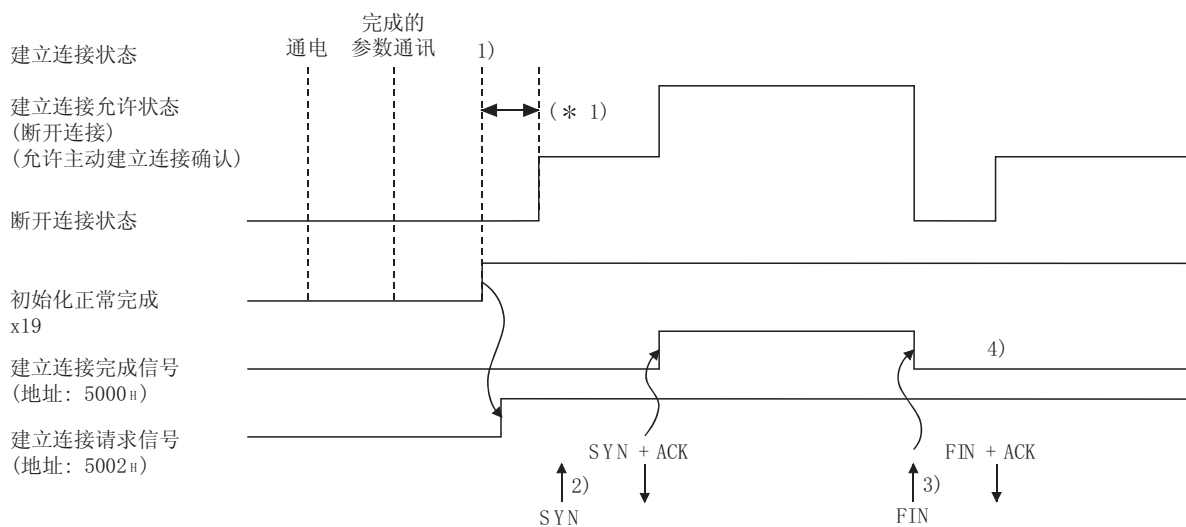 建立连接状态
通电
完成的
参数通讯
1)
建立连接允许状态
(断开连接)
(允许主动建立连接确认)
(＊ 1)
断开连接状态
初始化正常完成
x19
建立连接完成信号
(地址: 5000H)
4)
建立连接请求信号
(地址: 5002H)
SYN + ACK
FIN + ACK
2)
3)
SYN
FIN